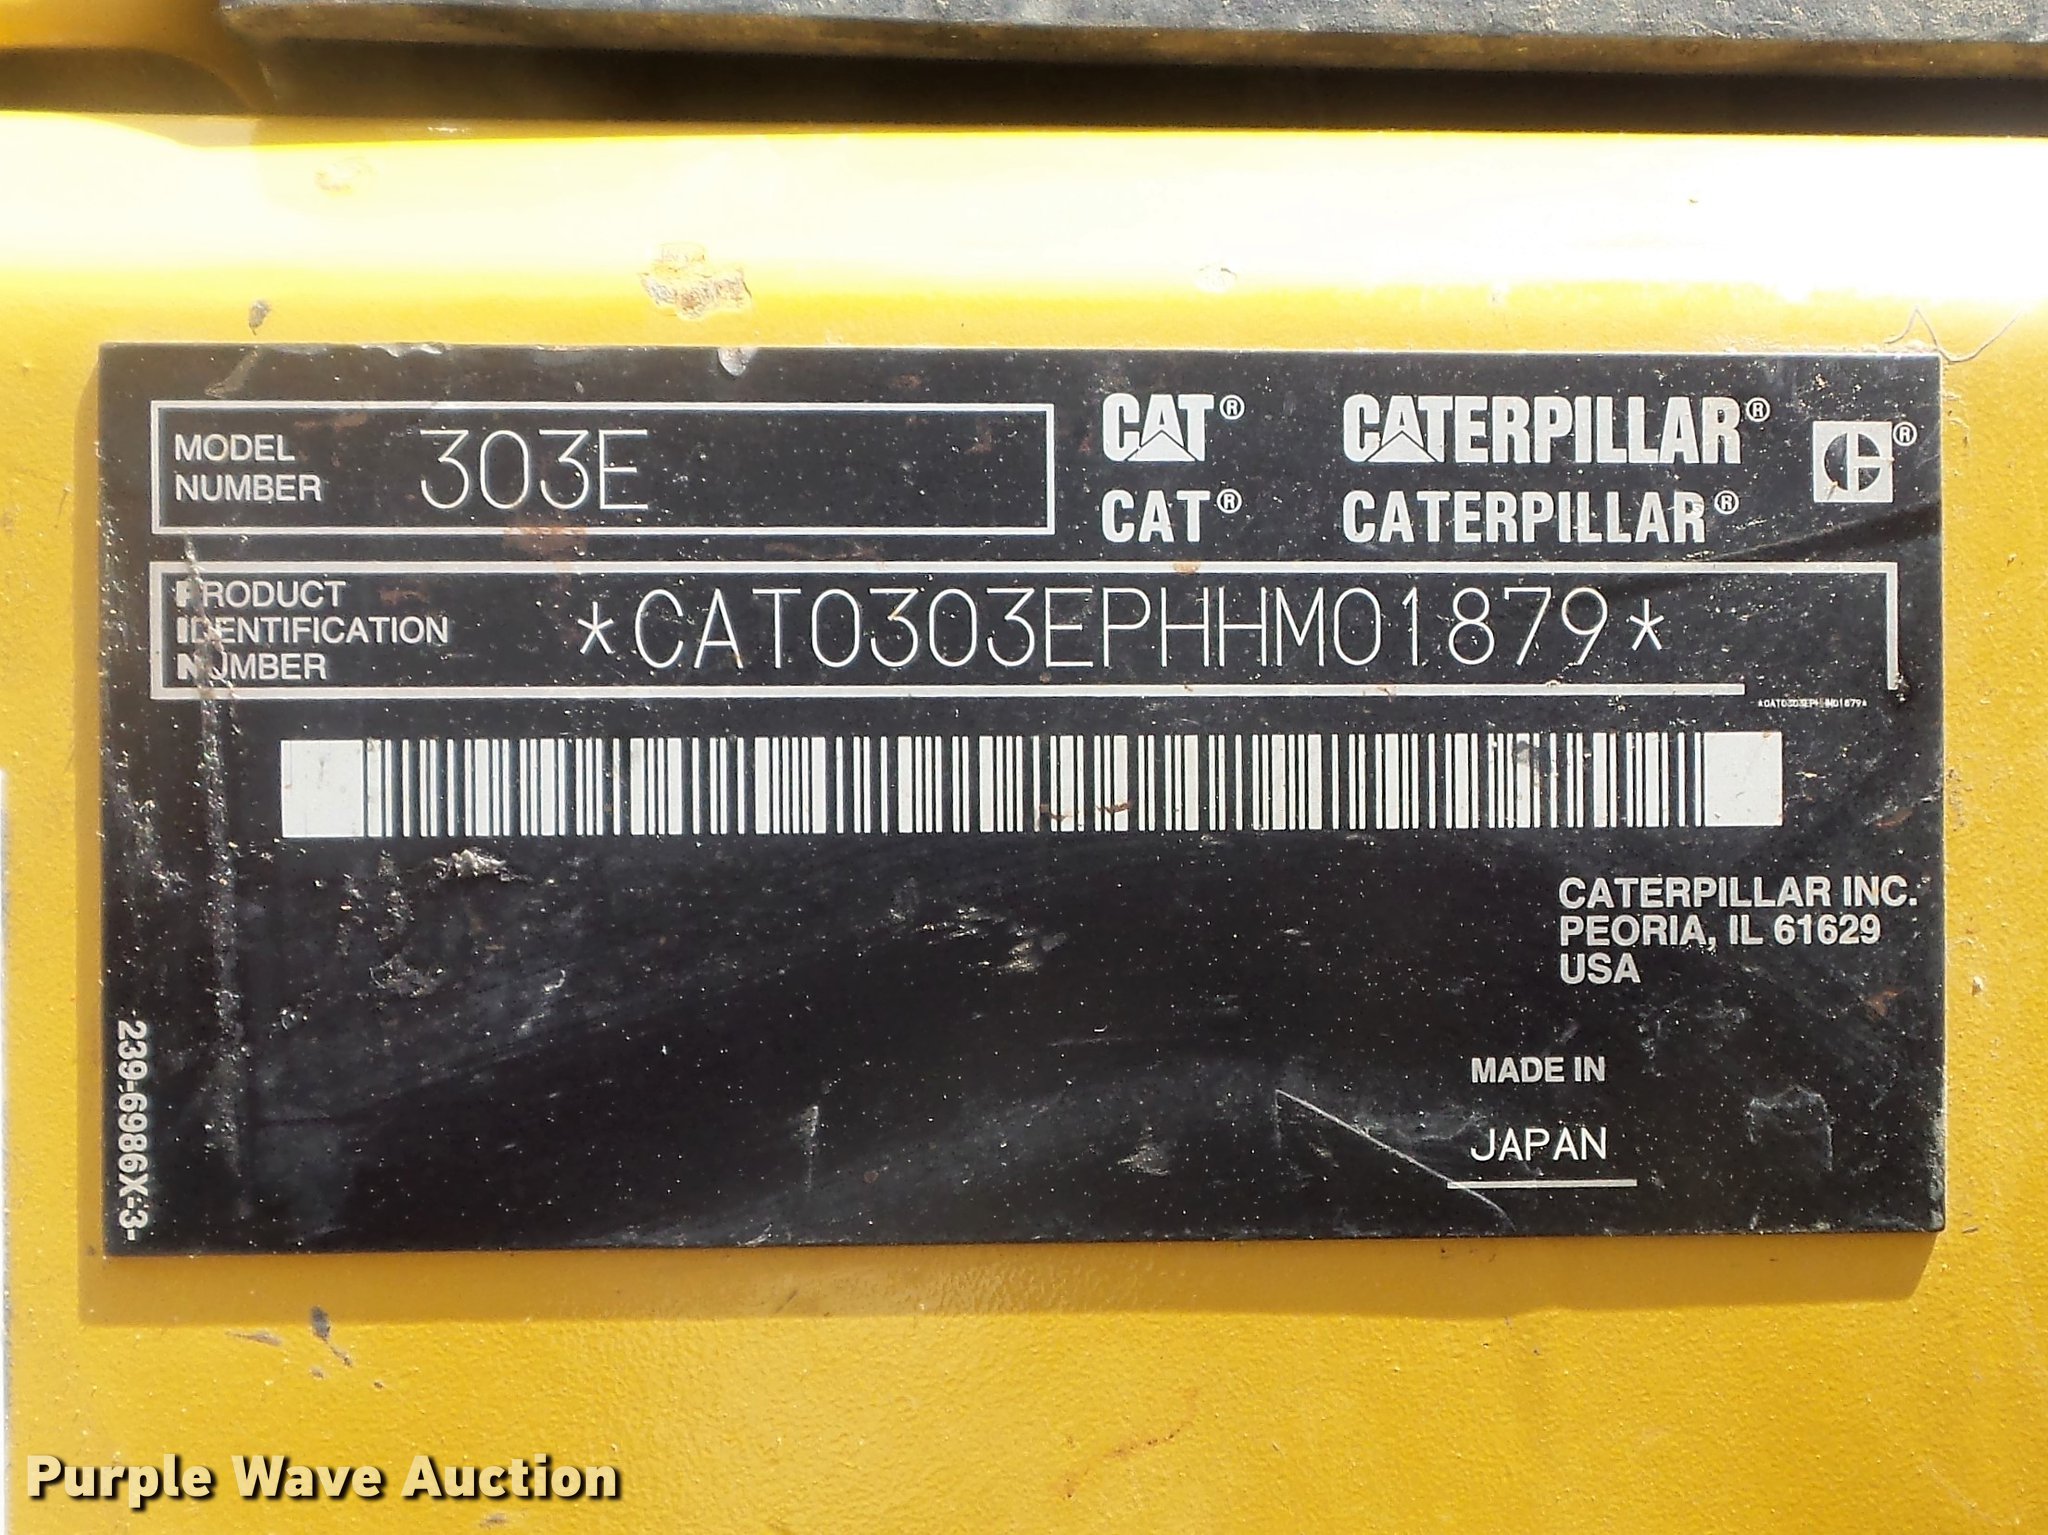 MODEL
NUMBER
303E
CAT® CATERPILLAR®
CAT® CATERPILLAR®
PRODUCT
IDENTIFICATION
NUMBER
*CAT0303EPHHM01879*
*CAT0303EPHHM01879*
CATERPILLAR INC.
PEORIA, IL 61629
USA
MADE IN
JAPAN
239-6986X-3-
Purple Wave Auction